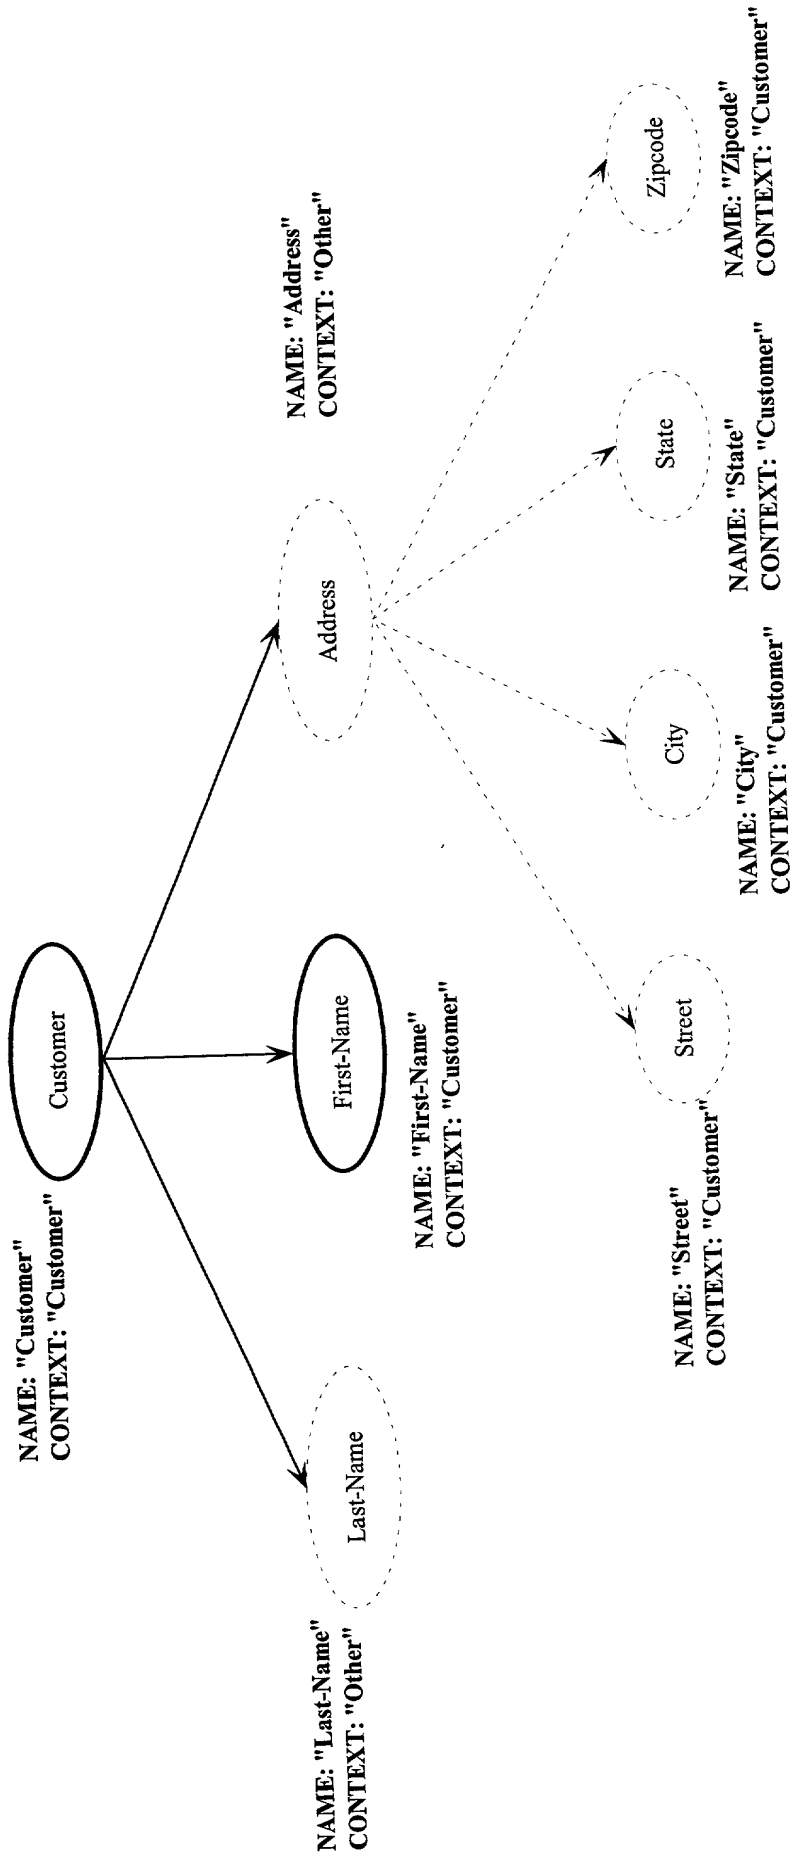 NAME: "Customer"
CONTEXT: "Customer"
Customer
NAME: "Last-Name"
CONTEXT: "Other"
Last-Name
First-Name
NAME: "First-Name"
CONTEXT: "Customer"
Address
NAME: "Address"
CONTEXT: "Other"
NAME: "Street"
CONTEXT: "Customer"
Street
City
NAME: "City"
CONTEXT: "Customer"
State
NAME: "State"
CONTEXT: "Customer"
Zipcode
NAME: "Zipcode"
CONTEXT: "Customer"